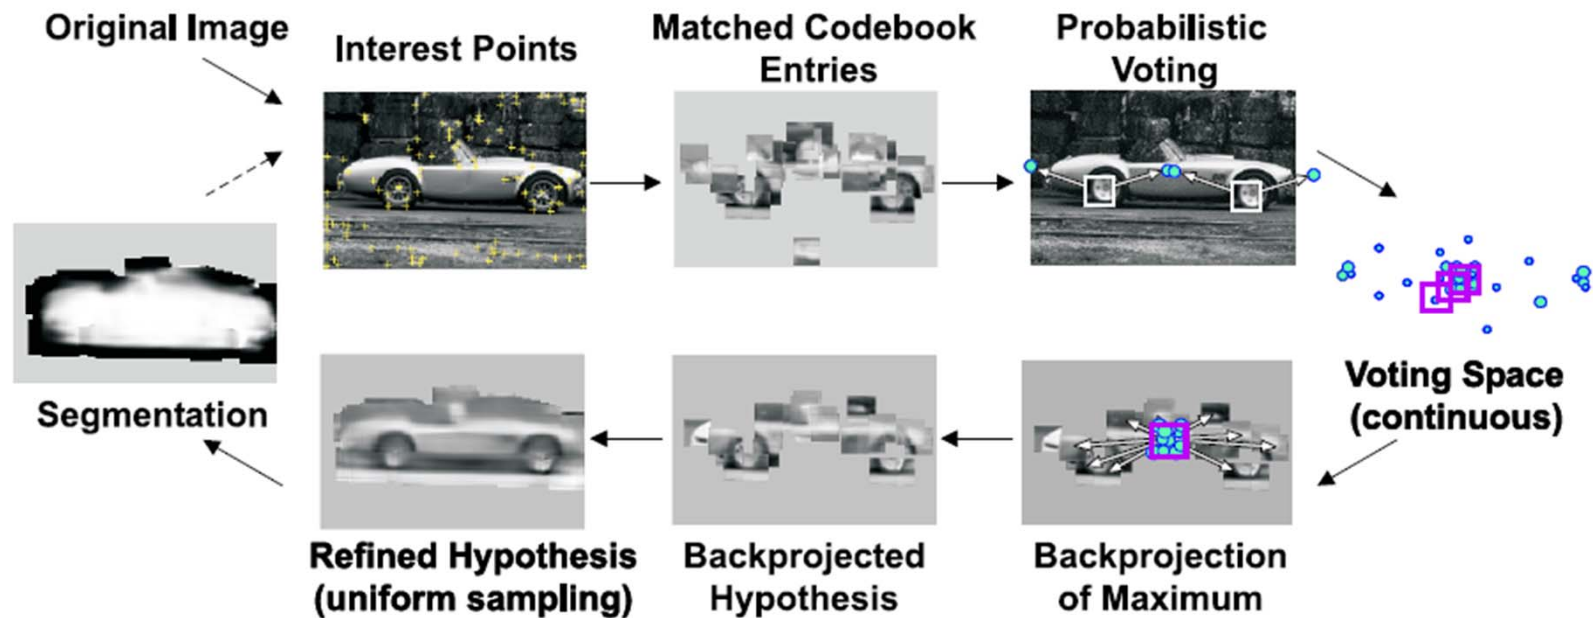 Original Image
Interest Points
Matched Codebook
Entries
Probabilistic
Voting
Voting Space
(continuous)
Segmentation
Refined Hypothesis
(uniform sampling)
Backprojected
Hypothesis
Backprojection
of Maximum